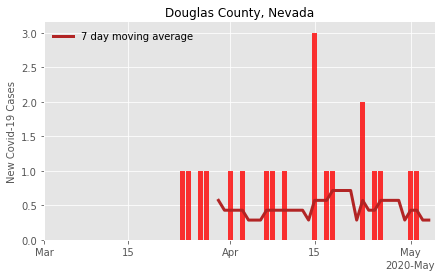 Douglas County, Nevada
7 day moving average
New Covid-19 Cases
3.0
2.5
2.0
1.5
1.0
0.5
0.0
Mar 15 Apr 15 May
2020-May